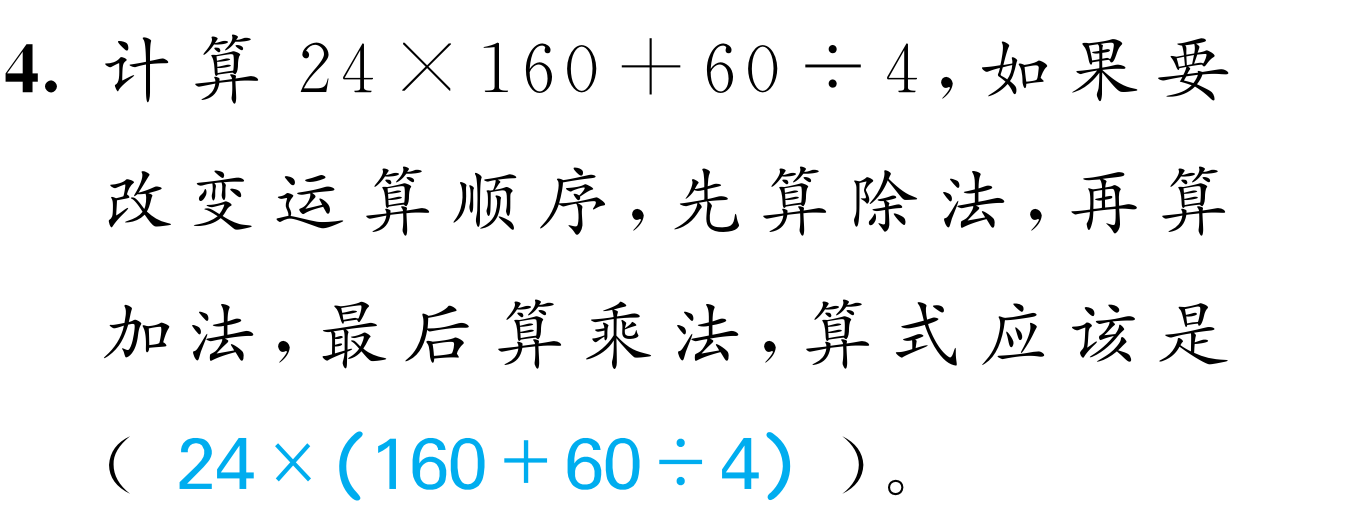 4. 计算 24×160+60÷4,如果要
改变运算顺序,先算除法,再算
加法,最后算乘法,算式应该是
( 24×(160+60÷4) )。